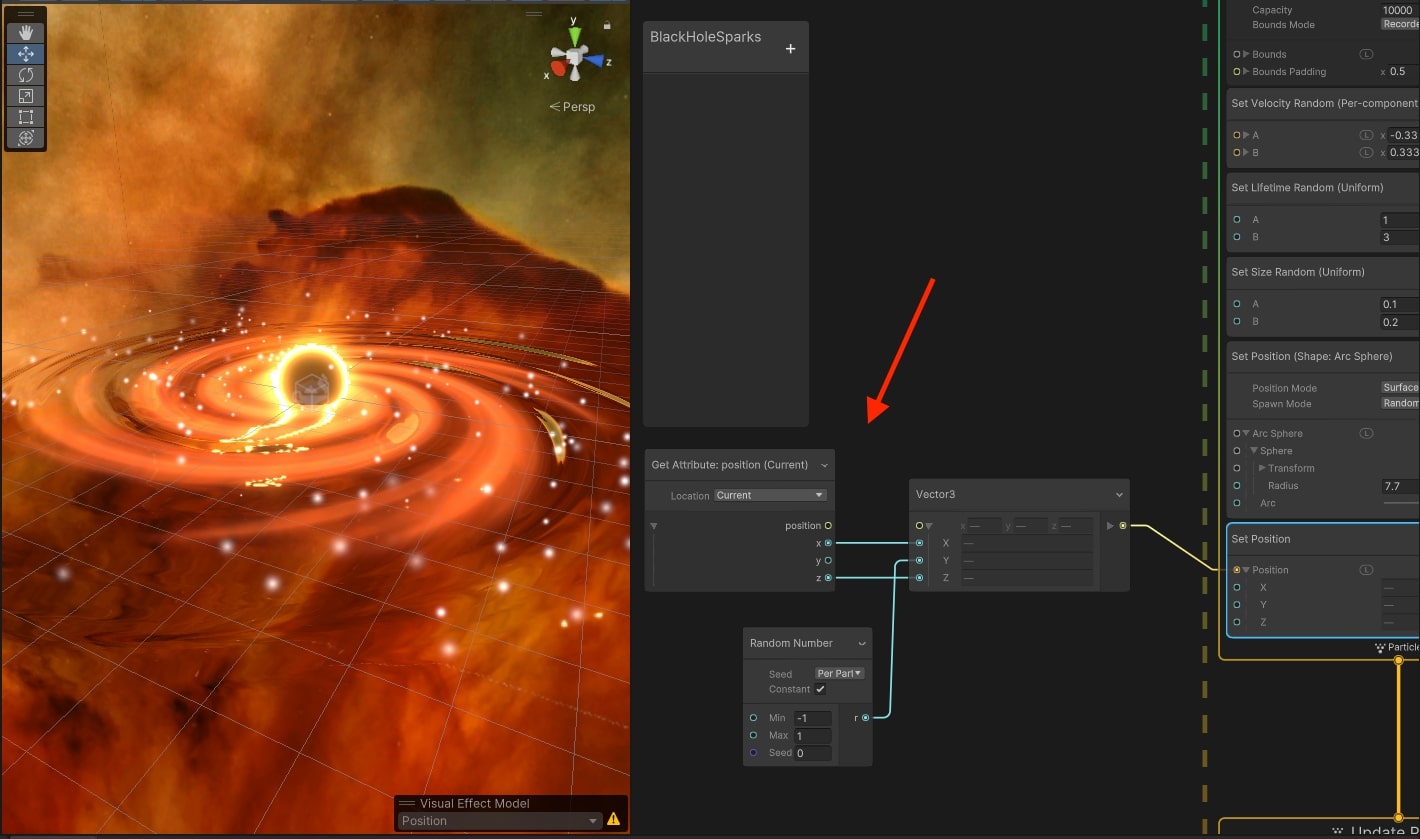 y
x
z
Persp
Visual Effect Model
Position
BlackHoleSparks
+
Get Attribute: position (Current)
Location Current
position
x
y
z
Vector3
x — y — z —
X —
Y —
Z —
Random Number
Seed Per Parl
Constant
Min -1
Max 1
Seed 0
r
Capacity 10000
Bounds Mode Recorde
Bounds L
Bounds Padding x 0.5
Set Velocity Random (Per-component
A L x -0.33
B L x 0.333
Set Lifetime Random (Uniform)
A 1
B 3
Set Size Random (Uniform)
A 0.1
B 0.2
Set Position (Shape: Arc Sphere)
Position Mode Surface
Spawn Mode Random
Arc Sphere L
Sphere
Transform
Radius 7.7
Arc
Set Position
Position L
X —
Y —
Z —
Particle
Update P